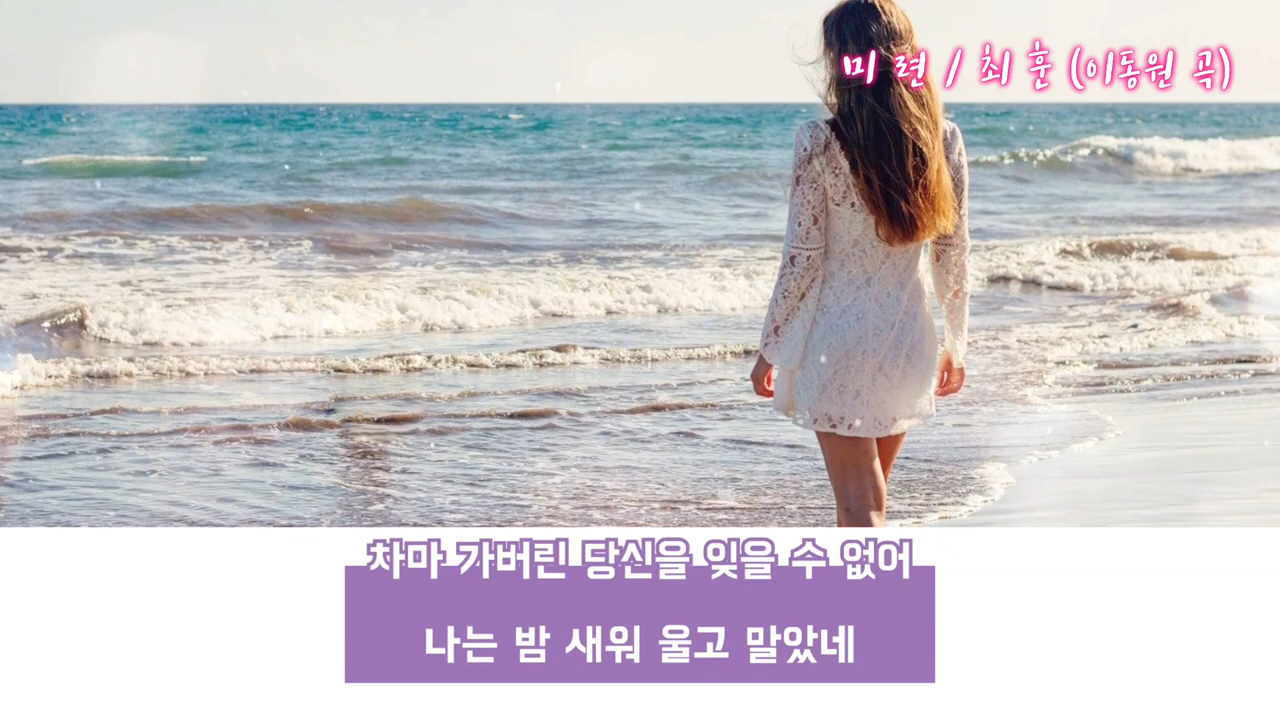 미 련 / 최 훈 (이동원 곡)
차마 가버린 당신을 잊을 수 없어
나는 밤 새워 울고 말았네